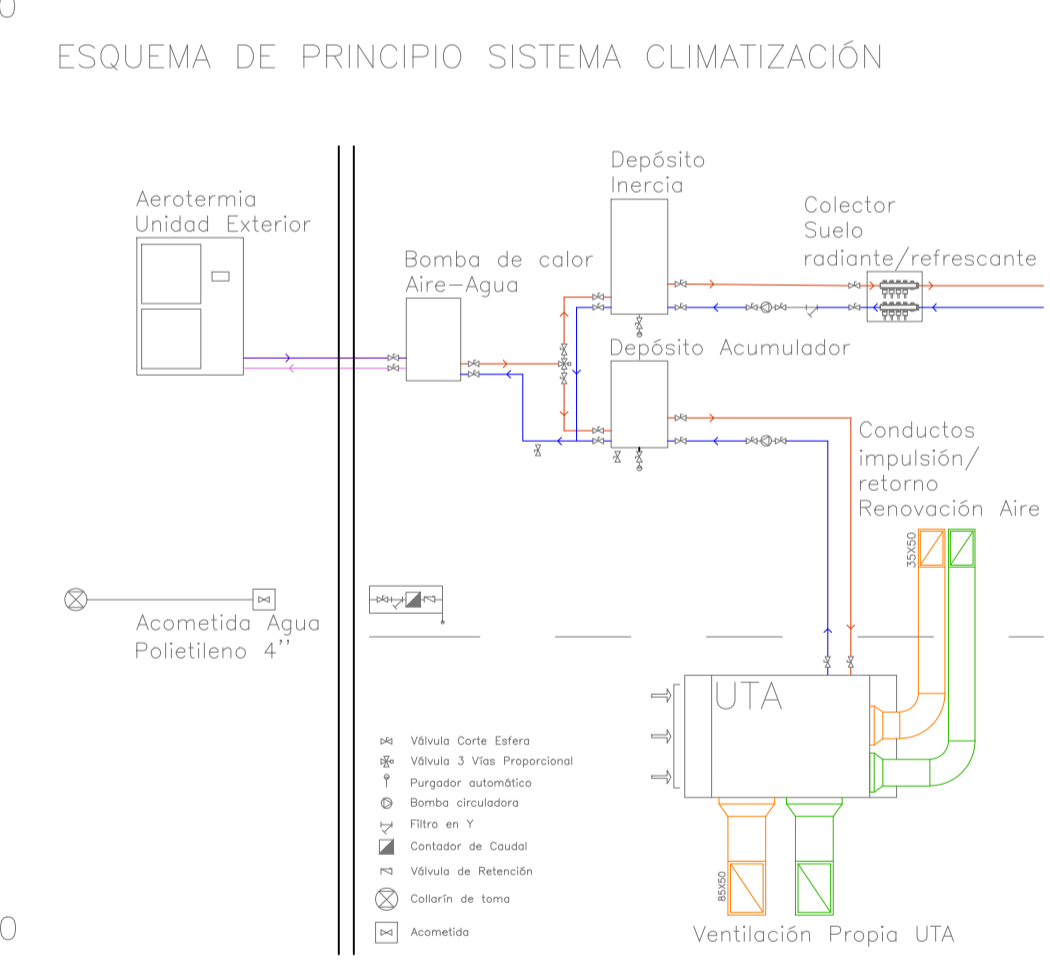 ESQUEMA DE PRINCIPIO SISTEMA CLIMATIZACIÓN
Depósito
Inercia
Aerotermia
Unidad Exterior
Colector
Suelo
radiante/refrescante
Bomba de calor
Aire-Agua
Depósito Acumulador
Conductos
impulsión/
retorno
Renovación Aire
35X50
Acometida Agua
Polietileno 4''
UTA
Válvula Corte Esfera
Válvula 3 Vías Proporcional
Purgador automático
Bomba circuladora
Filtro en Y
Contador de Caudal
Válvula de Retención
Collarín de toma
Acometida
85X50
Ventilación Propia UTA